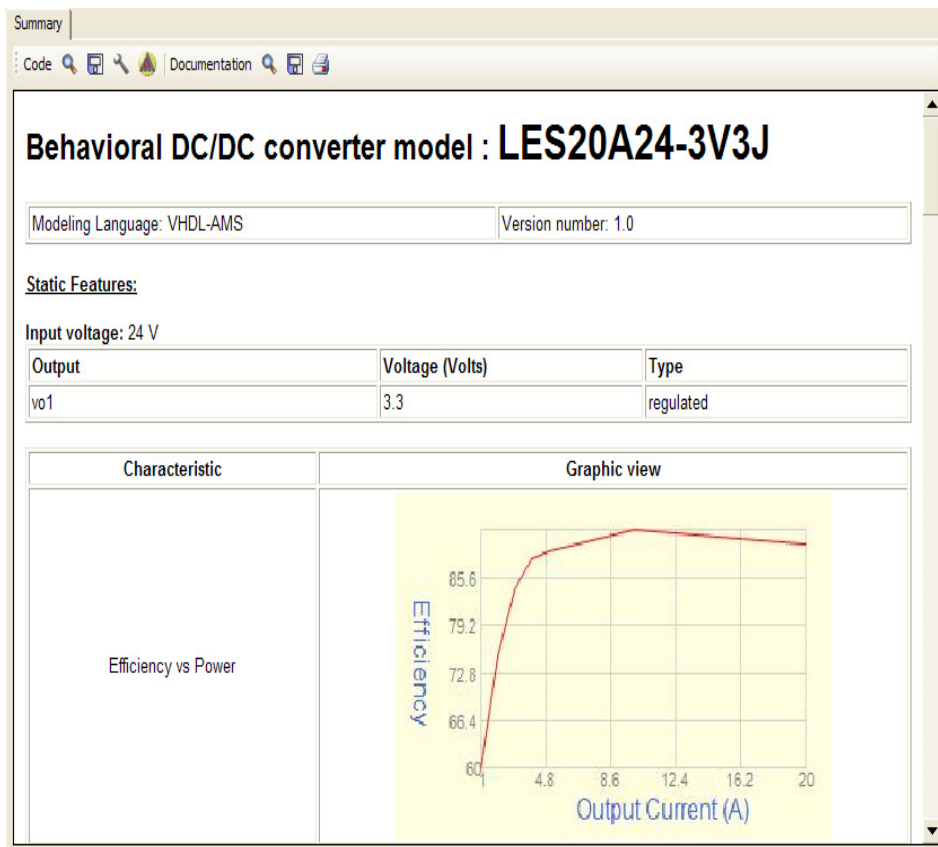 Summary
Code Documentation
Behavioral DC/DC converter model : LES20A24-3V3J
Modeling Language: VHDL-AMS Version number: 1.0
Static Features:
Input voltage: 24 V
Output Voltage (Volts) Type
vo1 3.3 regulated
Characteristic Graphic view
Efficiency vs Power
Efficiency
85.6
79.2
72.8
66.4
60
1 4.8 8.6 12.4 16.2 20
Output Current (A)